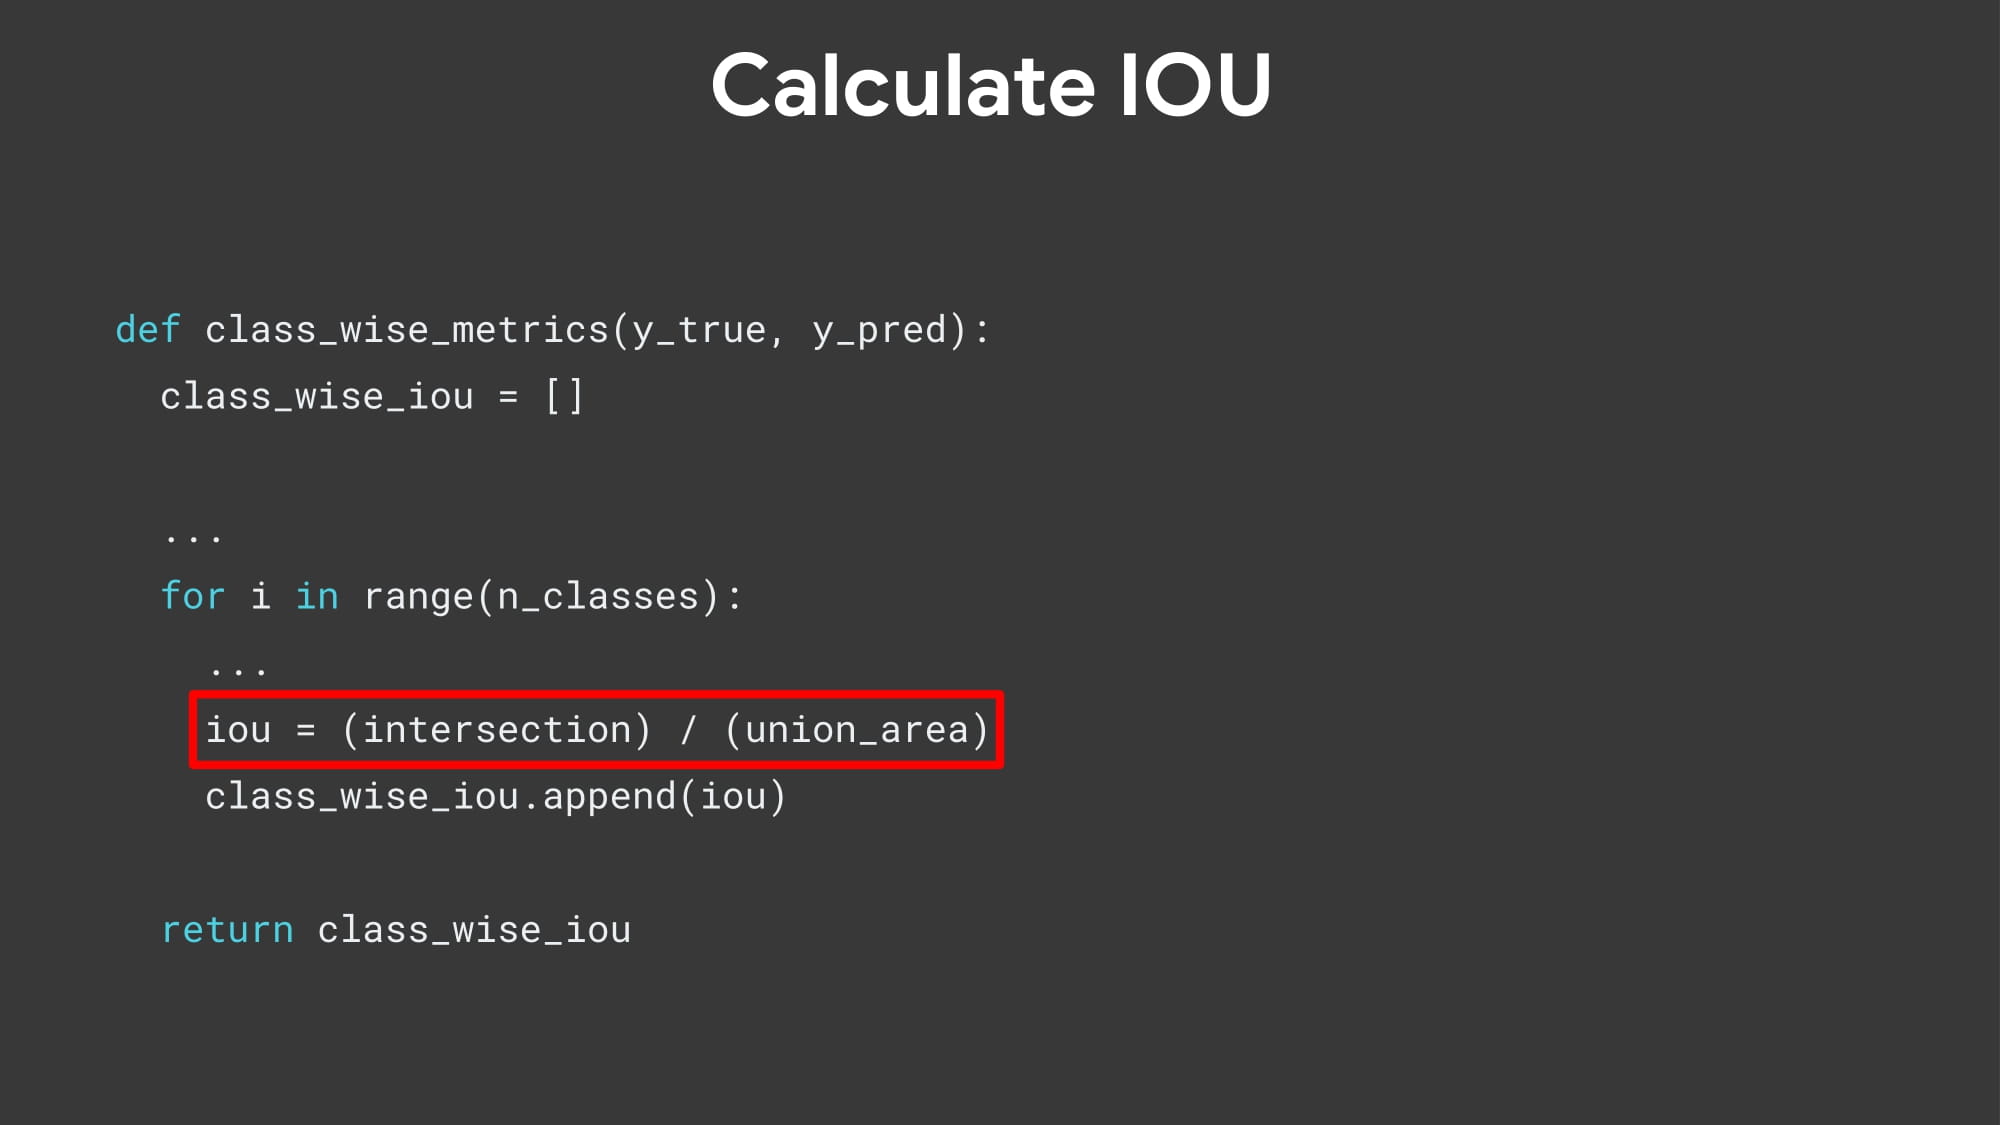 Calculate IOU
def class_wise_metrics(y_true, y_pred):
  class_wise_iou = []
  ...
  for i in range(n_classes):
    ...
    iou = (intersection) / (union_area)
    class_wise_iou.append(iou)
  return class_wise_iou